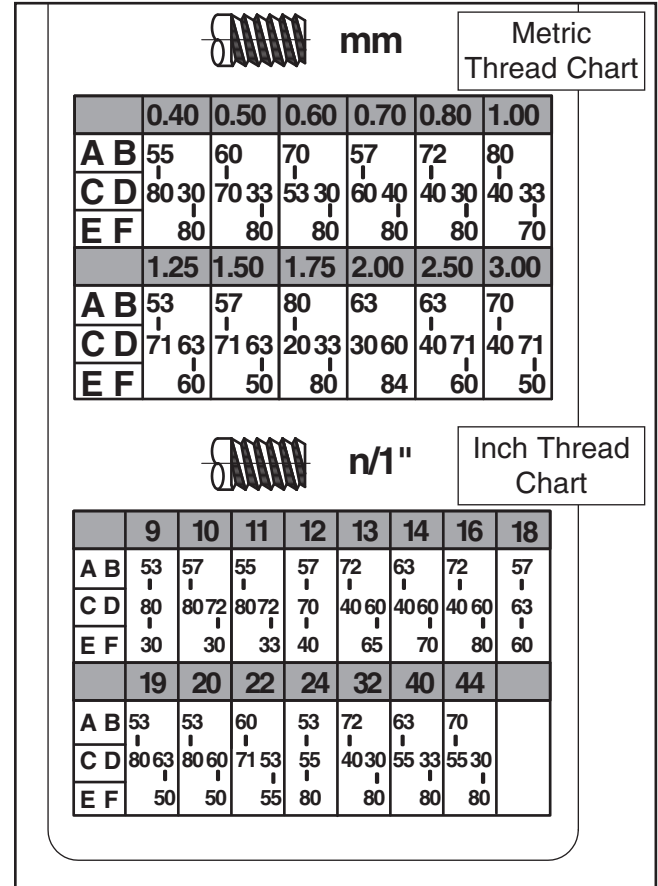 mm
Metric
Thread Chart
0.40 0.50 0.60 0.70 0.80 1.00
A B 55 60 70 57 72 80
C D 80 30 70 33 53 30 60 40 40 30 40 33
E F 80 80 80 80 80 70
1.25 1.50 1.75 2.00 2.50 3.00
A B 53 57 80 63 63 70
C D 71 63 71 63 20 33 30 60 40 71 40 71
E F 60 50 80 84 60 50
n/1"
Inch Thread
Chart
9 10 11 12 13 14 16 18
A B 53 57 55 57 72 63 72 57
C D 80 80 72 80 72 70 40 60 40 60 40 60 63
E F 30 30 33 40 65 70 80 60
19 20 22 24 32 40 44
A B 53 53 60 53 72 63 70
C D 80 63 80 60 71 53 55 40 30 55 33 55 30
E F 50 50 55 80 80 80 80